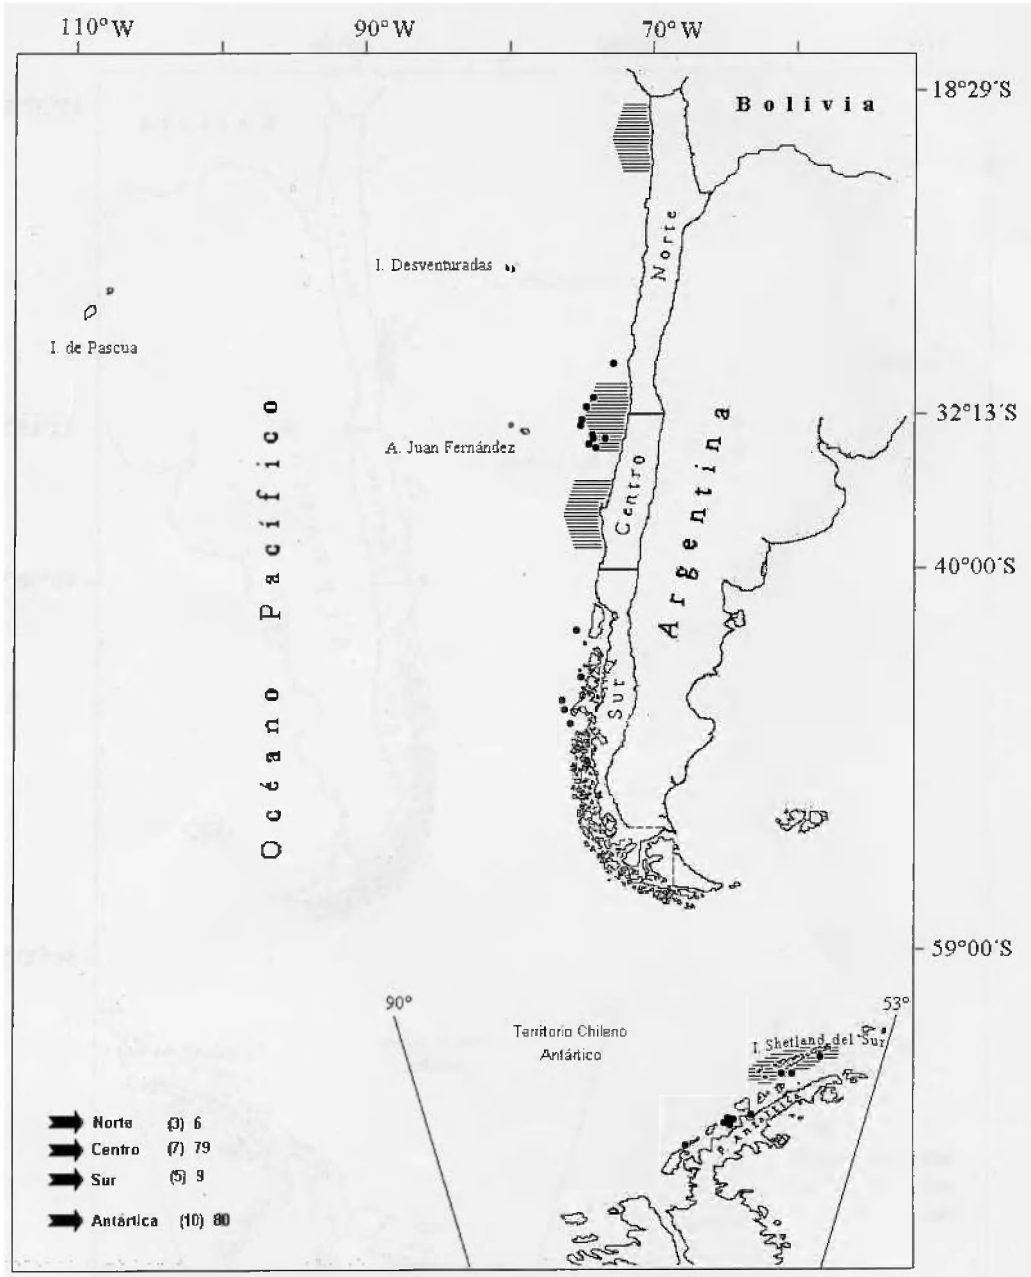 110°W 90°W 70°W
18°29´S
Bolivia
Norte
I. Desventuradas
I. de Pascua
32°13´S
A. Juan Fernández
Centro
Argentina
Océano Pacífico
40°00´S
Sur
59°00´S
90°
53°
Territorio Chileno
Antártico
I. Shetland del Sur
P. Antártica
Norte (3) 6
Centro (7) 79
Sur (5) 9
Antártica (10) 80